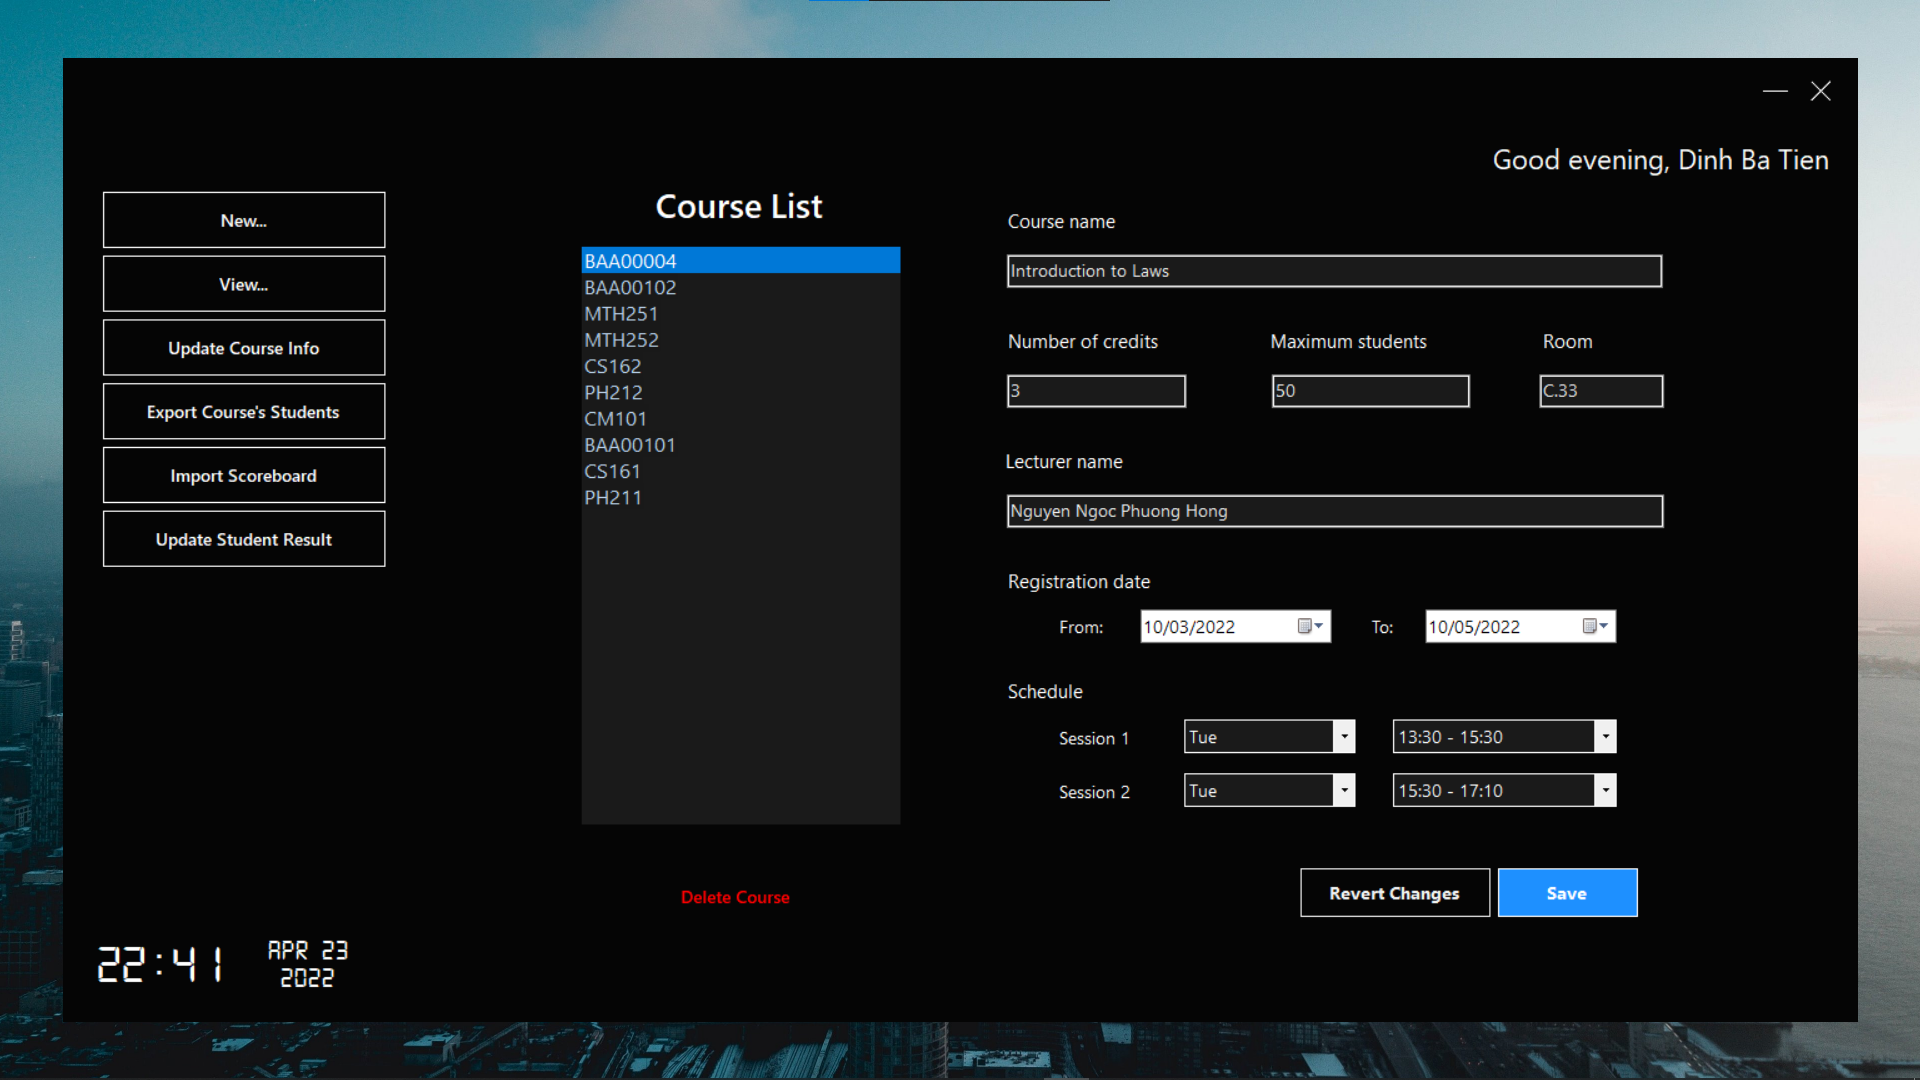 Good evening, Dinh Ba Tien
New...
View...
Update Course Info
Export Course's Students
Import Scoreboard
Update Student Result
Course List
BAA00004
BAA00102
MTH251
MTH252
CS162
PH212
CM101
BAA00101
CS161
PH211
Delete Course
Course name
Introduction to Laws
Number of credits Maximum students Room
3 50 C.33
Lecturer name
Nguyen Ngoc Phuong Hong
Registration date
From: 10/03/2022 To: 10/05/2022
Schedule
Session 1 Tue 13:30 - 15:30
Session 2 Tue 15:30 - 17:10
Revert Changes Save
22:41
APR 23
2022